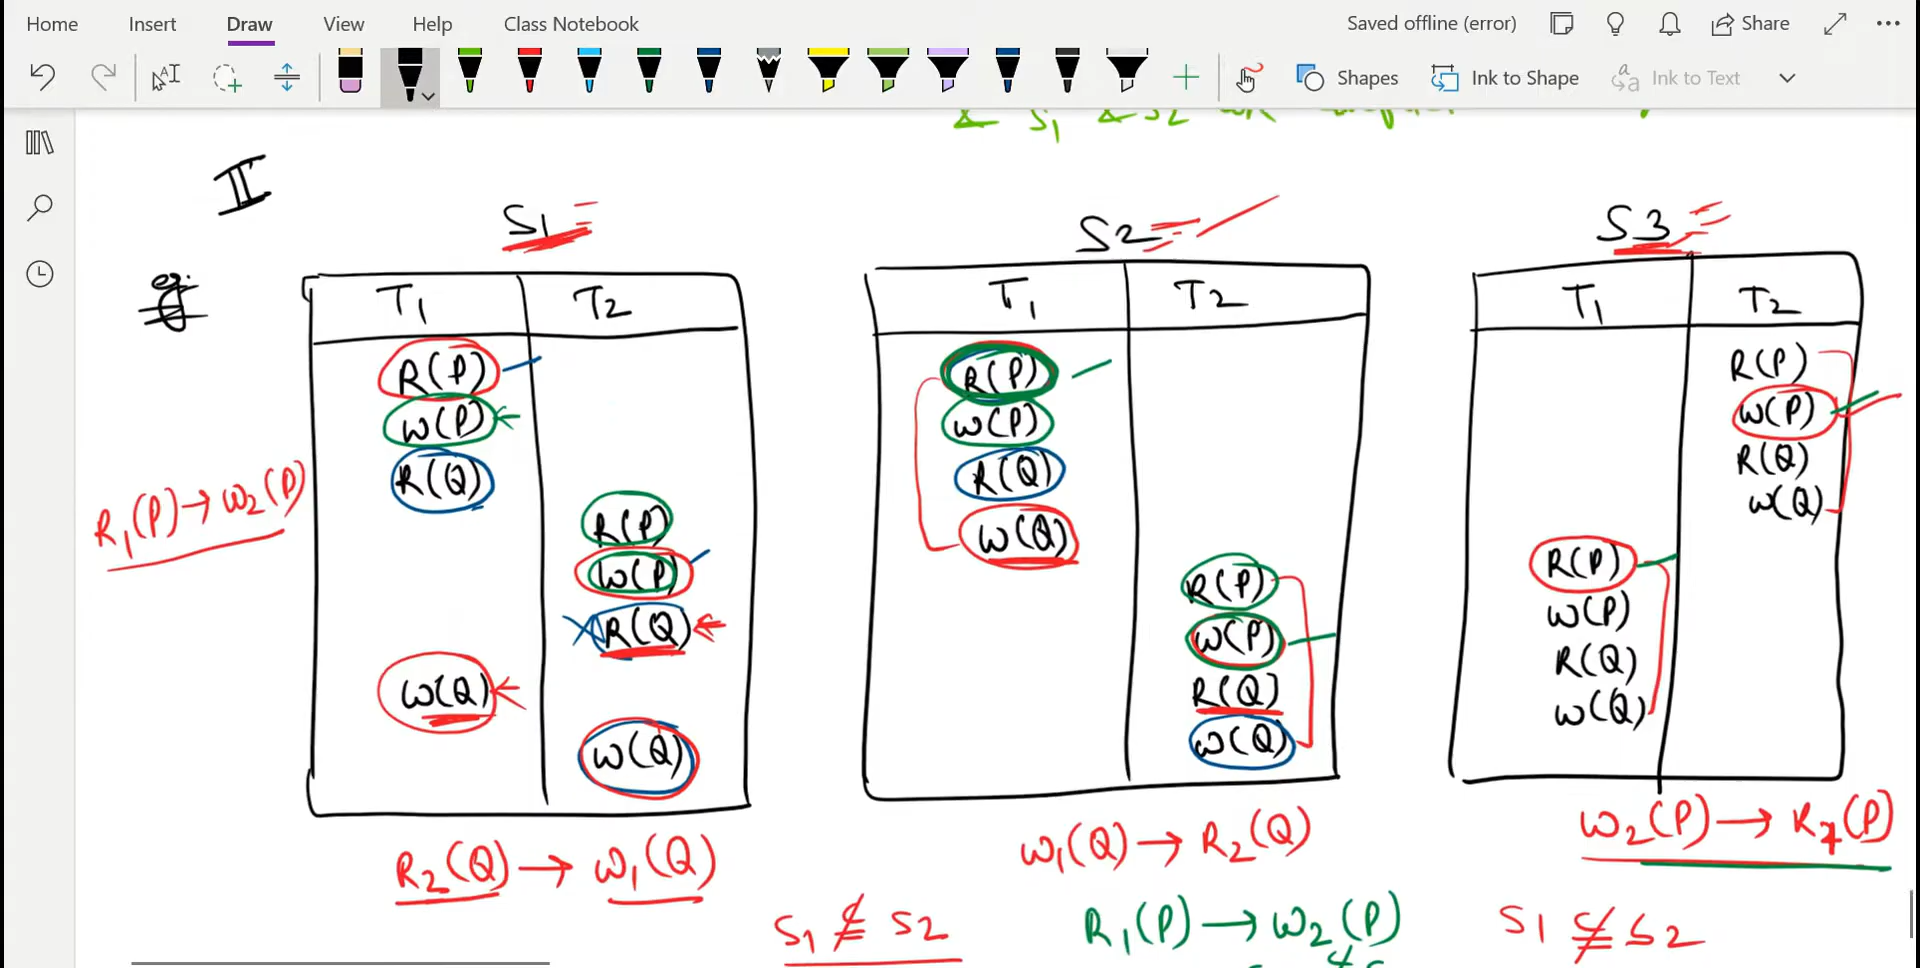 Home Insert Draw View Help Class Notebook Saved offline (error) Share
Shapes Ink to Shape Ink to Text
& S1 & S2
II
eg:
S1
T1 T2
R(P)
W(P)
R(Q)
R(P)
W(P)
R(Q)
W(Q)
W(Q)
R1(P) → W2(P)
R2(Q) → W1(Q)
S2
T1 T2
R(P)
W(P)
R(Q)
W(Q)
R(P)
W(P)
R(Q)
W(Q)
W1(Q) → R2(Q)
S1 ≢ S2
R1(P) → W2(P)
S3
T1 T2
R(P)
W(P)
R(Q)
W(Q)
R(P)
W(P)
R(Q)
W(Q)
W2(P) → R1(P)
S1 ≢ S2